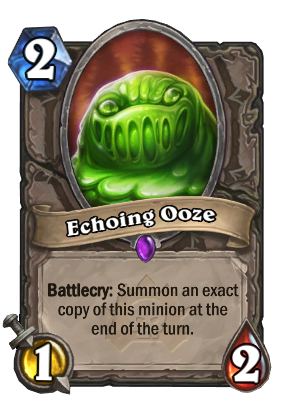 2
Echoing Ooze
Battlecry: Summon an exact
copy of this minion at the
end of the turn.
1
2